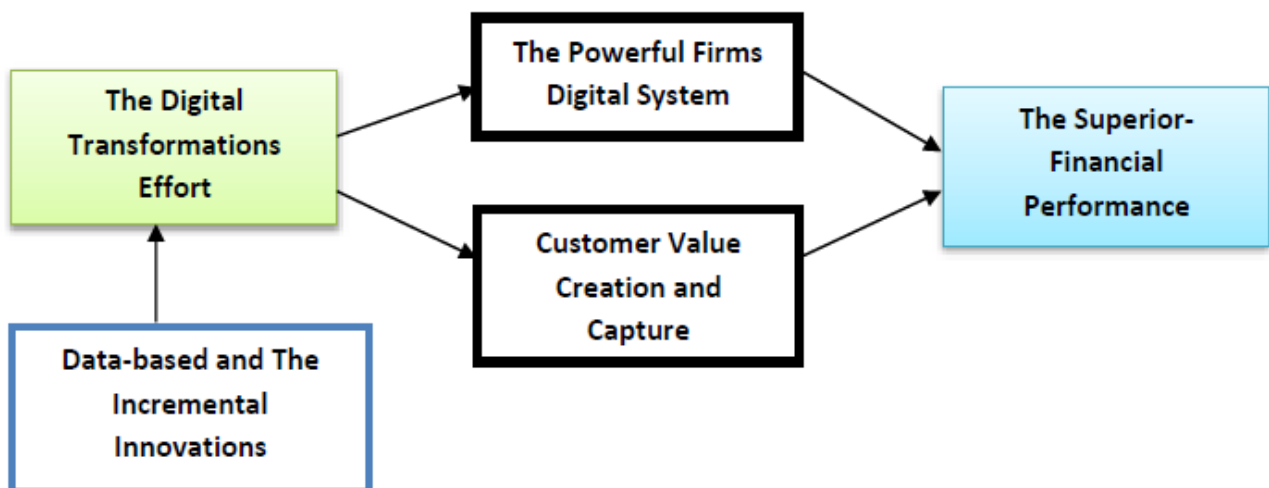 The Digital
Transformations
Effort
The Powerful Firms
Digital System
Customer Value
Creation and
Capture
The Superior-
Financial
Performance
Data-based and The
Incremental
Innovations